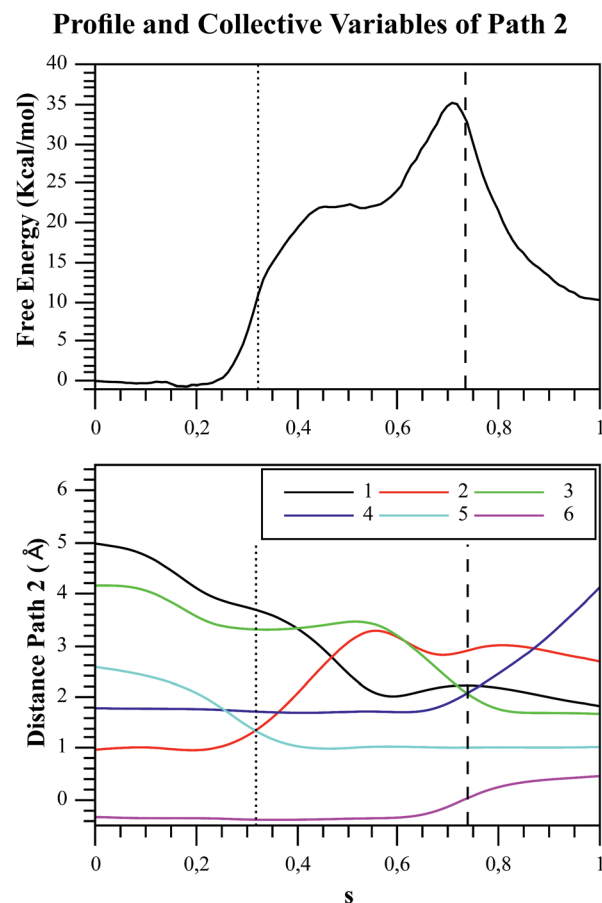 Profile and Collective Variables of Path 2
Free Energy (Kcal/mol)
40
35
30
25
20
15
10
5
0
0 0,2 0,4 0,6 0,8 1
Distance Path 2 (Å)
6
5
4
3
2
1
0
1 2 3
4 5 6
0 0,2 0,4 0,6 0,8 1
s